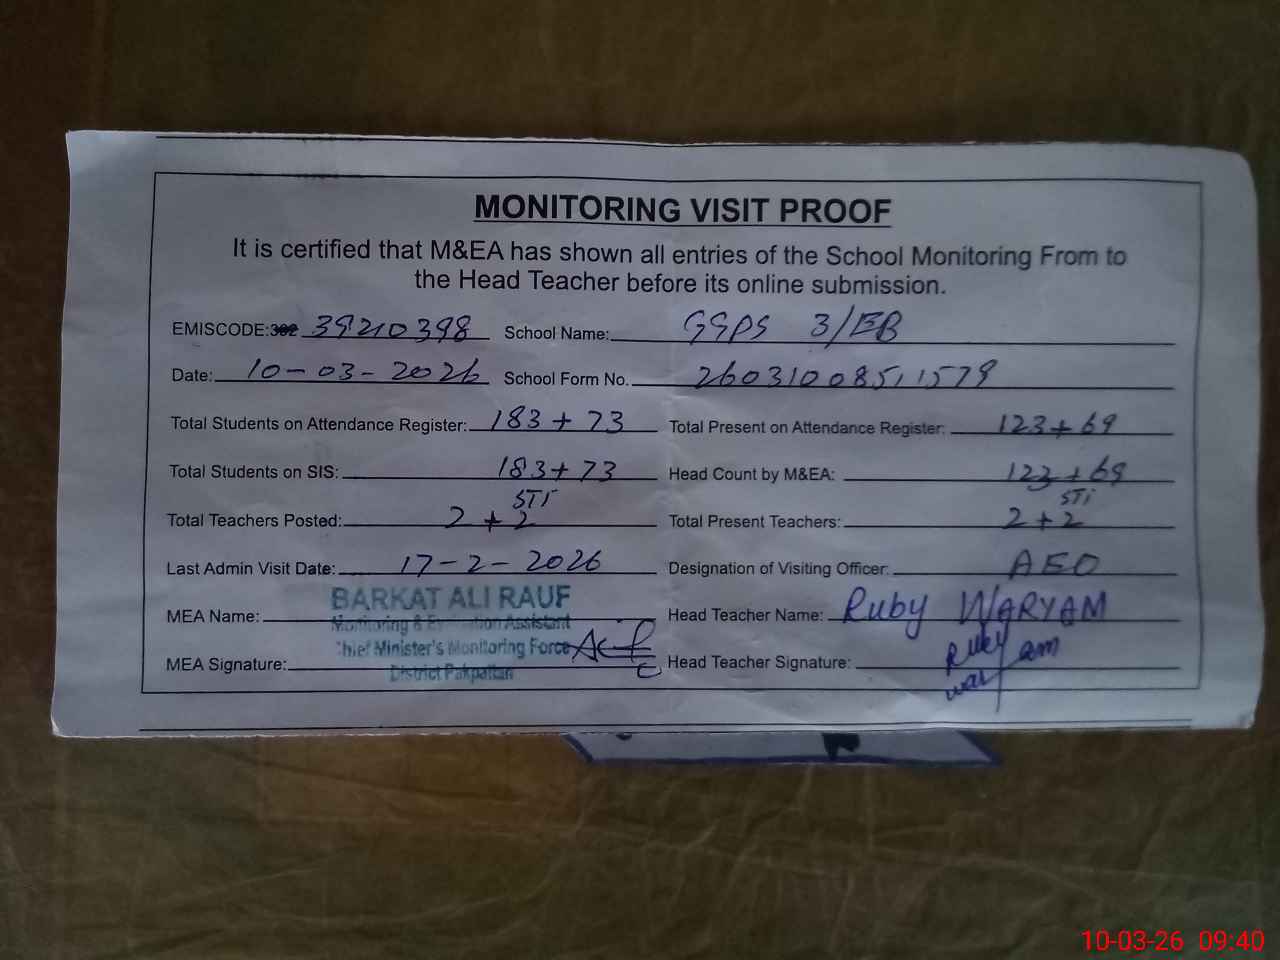 MONITORING VISIT PROOF
It is certified that M&EA has shown all entries of the School Monitoring From to
the Head Teacher before its online submission.
EMISCODE: 39210398 School Name: GGPS 3/EB
Date: 10-03-2026 School Form No. 26031008511579
Total Students on Attendance Register: 183+73 Total Present on Attendance Register: 123+69
Total Students on SIS: 183+73 Head Count by M&EA: 123+69
STI STI
Total Teachers Posted: 2+2 Total Present Teachers: 2+2
Last Admin Visit Date: 17-2-2026 Designation of Visiting Officer: AEO
BARKAT ALI RAUF
MEA Name: Head Teacher Name: Ruby WARYAM
Monitoring & Evaluation Assistant
Chief Minister's Monitoring Force
MEA Signature: Head Teacher Signature: Ruby waryam
District Pakpattan
10-03-26 09:40